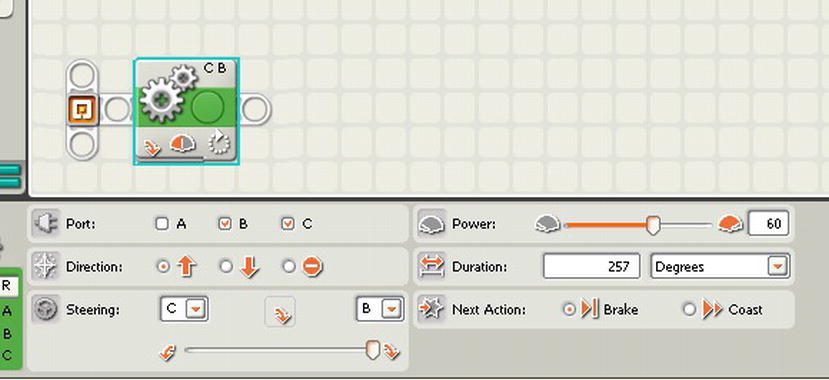 C B
Port: A B C
Power: 60
Direction:
Duration: 257 Degrees
Steering: C B
Next Action: Brake Coast
R
A
B
C